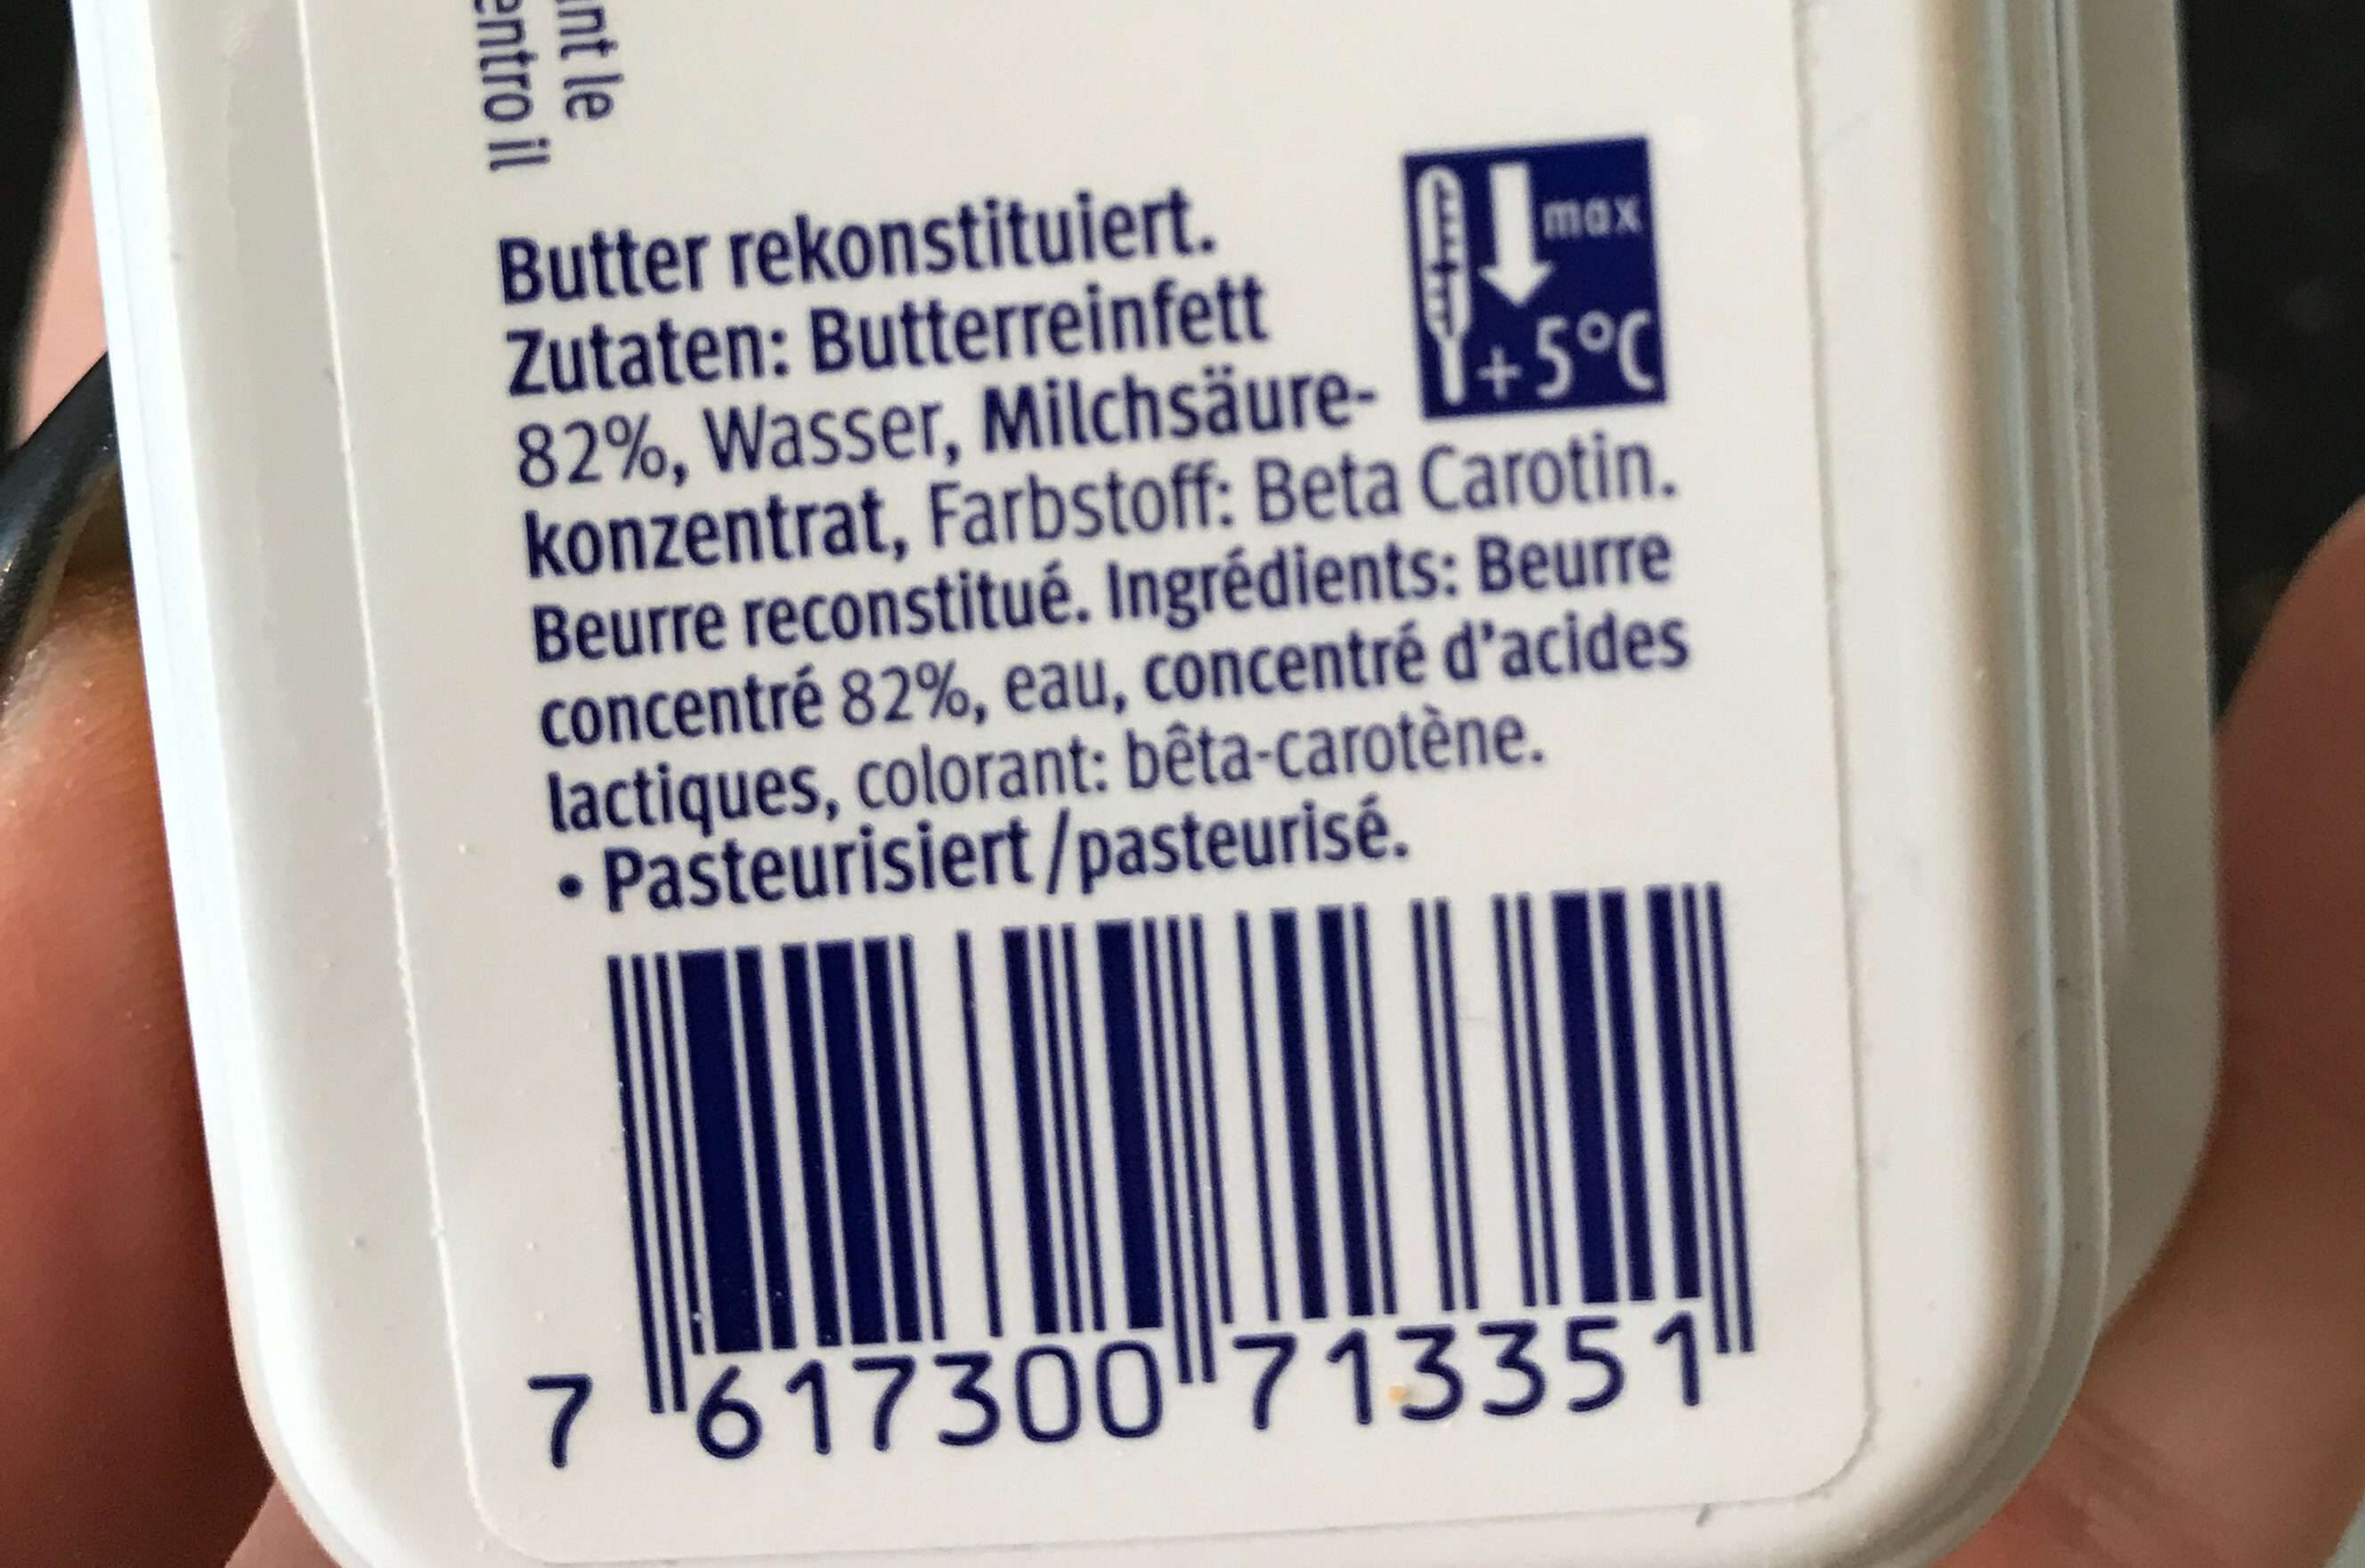 nt le
entro il
max
+5°C
Butter rekonstituiert.
Zutaten: Butterreinfett
82%, Wasser, Milchsäure-
konzentrat, Farbstoff: Beta Carotin.
Beurre reconstitué. Ingrédients: Beurre
concentré 82%, eau, concentré d'acides
lactiques, colorant: bêta-carotène.
• Pasteurisiert/pasteurisé.
7 617300 713351